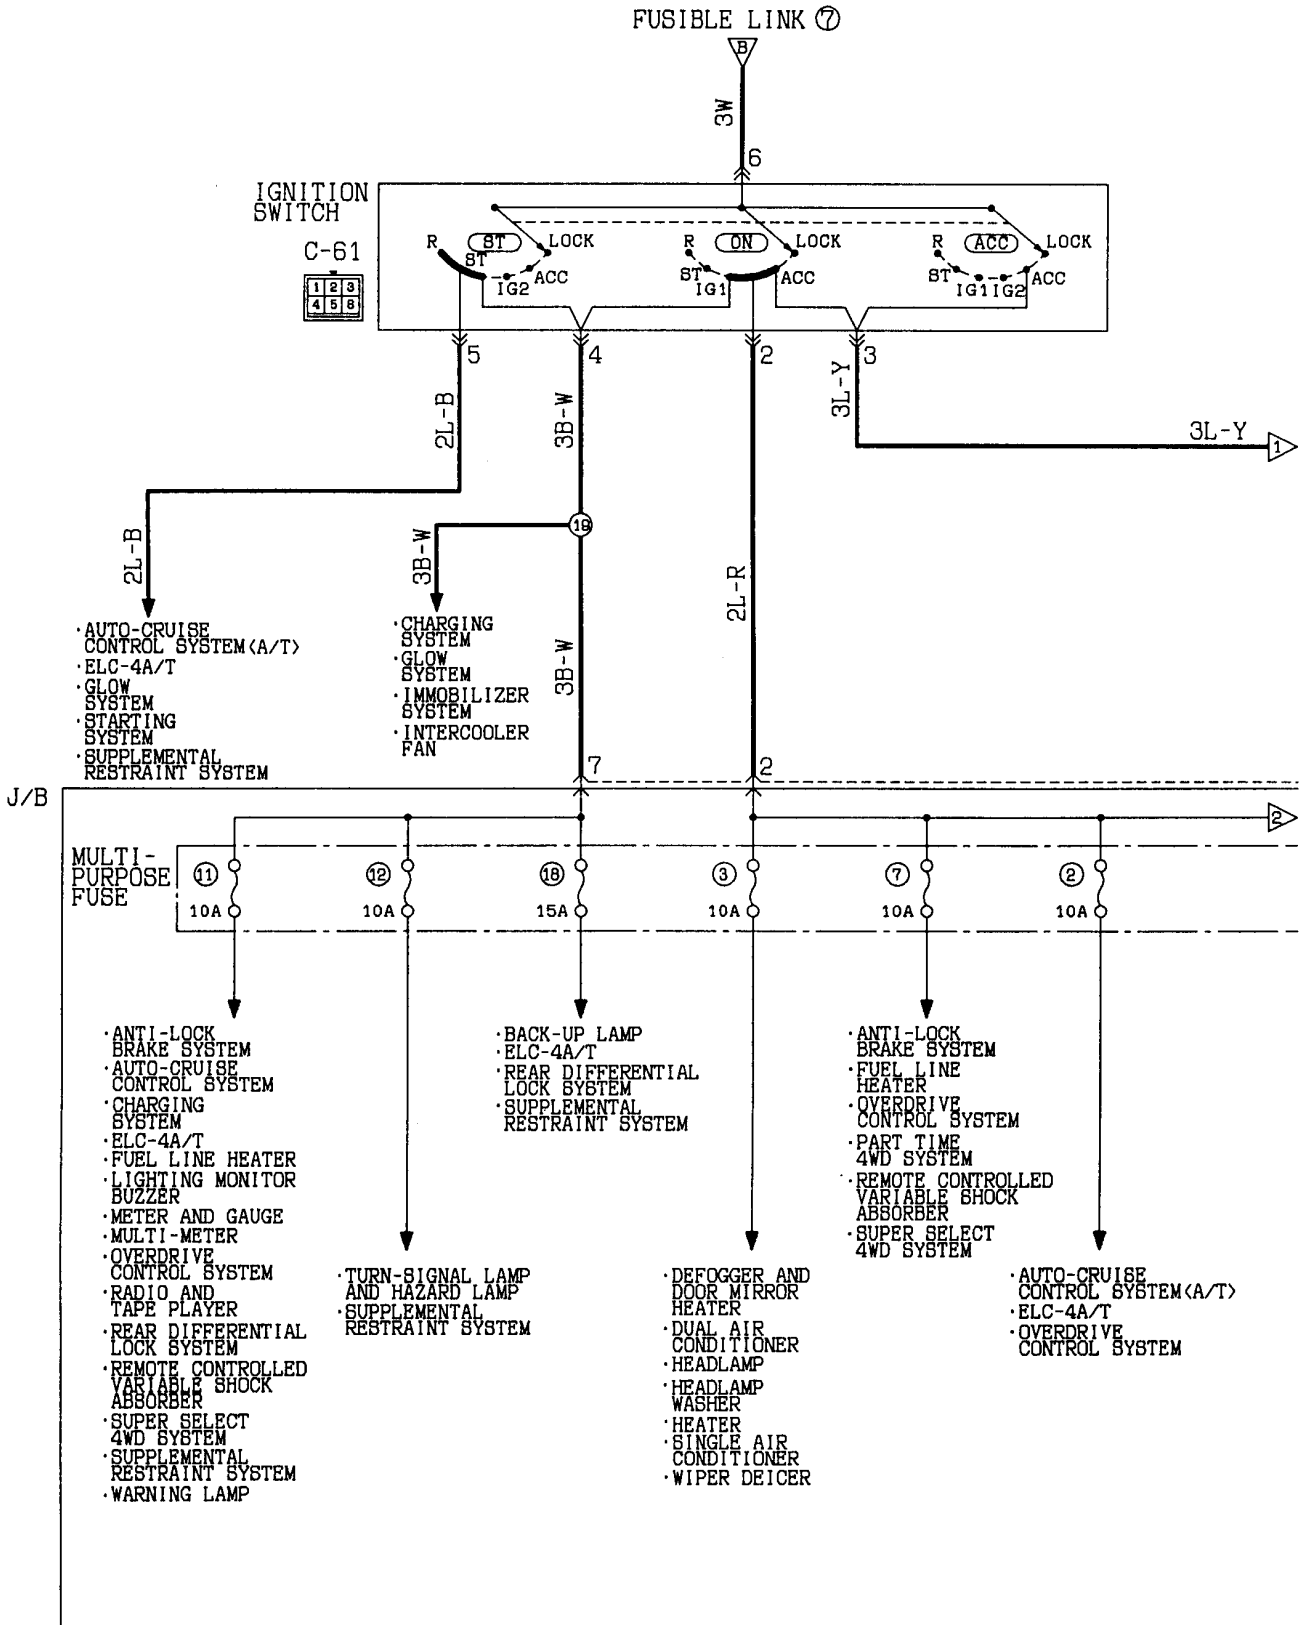 FUSIBLE LINK ⑦
B
3W
6
IGNITION
SWITCH
C-61
1 2 3
4 5 6
R
ST
ST
LOCK
IG2
ACC
R
ON
LOCK
ST
IG1
ACC
R
ACC
LOCK
ST
IG1 IG2
ACC
5
4
2
3
2L-B
3B-W
3L-Y
3L-Y
1
19
2L-B
3B-W
2L-R
3B-W
·AUTO-CRUISE
CONTROL SYSTEM<A/T>
·ELC-4A/T
·GLOW
SYSTEM
·STARTING
SYSTEM
·SUPPLEMENTAL
RESTRAINT SYSTEM
·CHARGING
SYSTEM
·GLOW
SYSTEM
·IMMOBILIZER
SYSTEM
·INTERCOOLER
FAN
7
2
J/B
2
MULTI-
PURPOSE
FUSE
⑪
10A
⑫
10A
⑱
15A
③
10A
⑦
10A
②
10A
·ANTI-LOCK
BRAKE SYSTEM
·AUTO-CRUISE
CONTROL SYSTEM
·CHARGING
SYSTEM
·ELC-4A/T
·FUEL LINE HEATER
·LIGHTING MONITOR
BUZZER
·METER AND GAUGE
·MULTI-METER
·OVERDRIVE
CONTROL SYSTEM
·RADIO AND
TAPE PLAYER
·REAR DIFFERENTIAL
LOCK SYSTEM
·REMOTE CONTROLLED
VARIABLE SHOCK
ABSORBER
·SUPER SELECT
4WD SYSTEM
·SUPPLEMENTAL
RESTRAINT SYSTEM
·WARNING LAMP
·TURN-SIGNAL LAMP
AND HAZARD LAMP
·SUPPLEMENTAL
RESTRAINT SYSTEM
·BACK-UP LAMP
·ELC-4A/T
·REAR DIFFERENTIAL
LOCK SYSTEM
·SUPPLEMENTAL
RESTRAINT SYSTEM
·DEFOGGER AND
DOOR MIRROR
HEATER
·DUAL AIR
CONDITIONER
·HEADLAMP
·HEADLAMP
WASHER
·HEATER
·SINGLE AIR
CONDITIONER
·WIPER DEICER
·ANTI-LOCK
BRAKE SYSTEM
·FUEL LINE
HEATER
·OVERDRIVE
CONTROL SYSTEM
·PART TIME
4WD SYSTEM
·REMOTE CONTROLLED
VARIABLE SHOCK
ABSORBER
·SUPER SELECT
4WD SYSTEM
·AUTO-CRUISE
CONTROL SYSTEM<A/T>
·ELC-4A/T
·OVERDRIVE
CONTROL SYSTEM